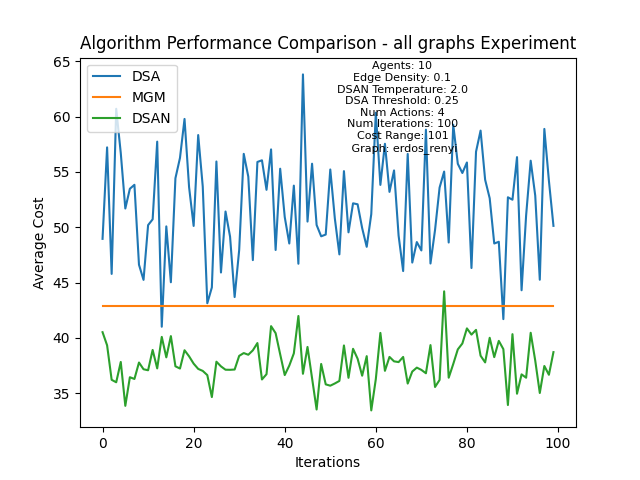 Algorithm Performance Comparison - all graphs Experiment
DSA
MGM
DSAN
Agents: 10
Edge Density: 0.1
DSAN Temperature: 2.0
DSA Threshold: 0.25
Num Actions: 4
Num Iterations: 100
Cost Range: 101
Graph: erdos_renyi
Average Cost
65
60
55
50
45
40
35
0
20
40
60
80
100
Iterations